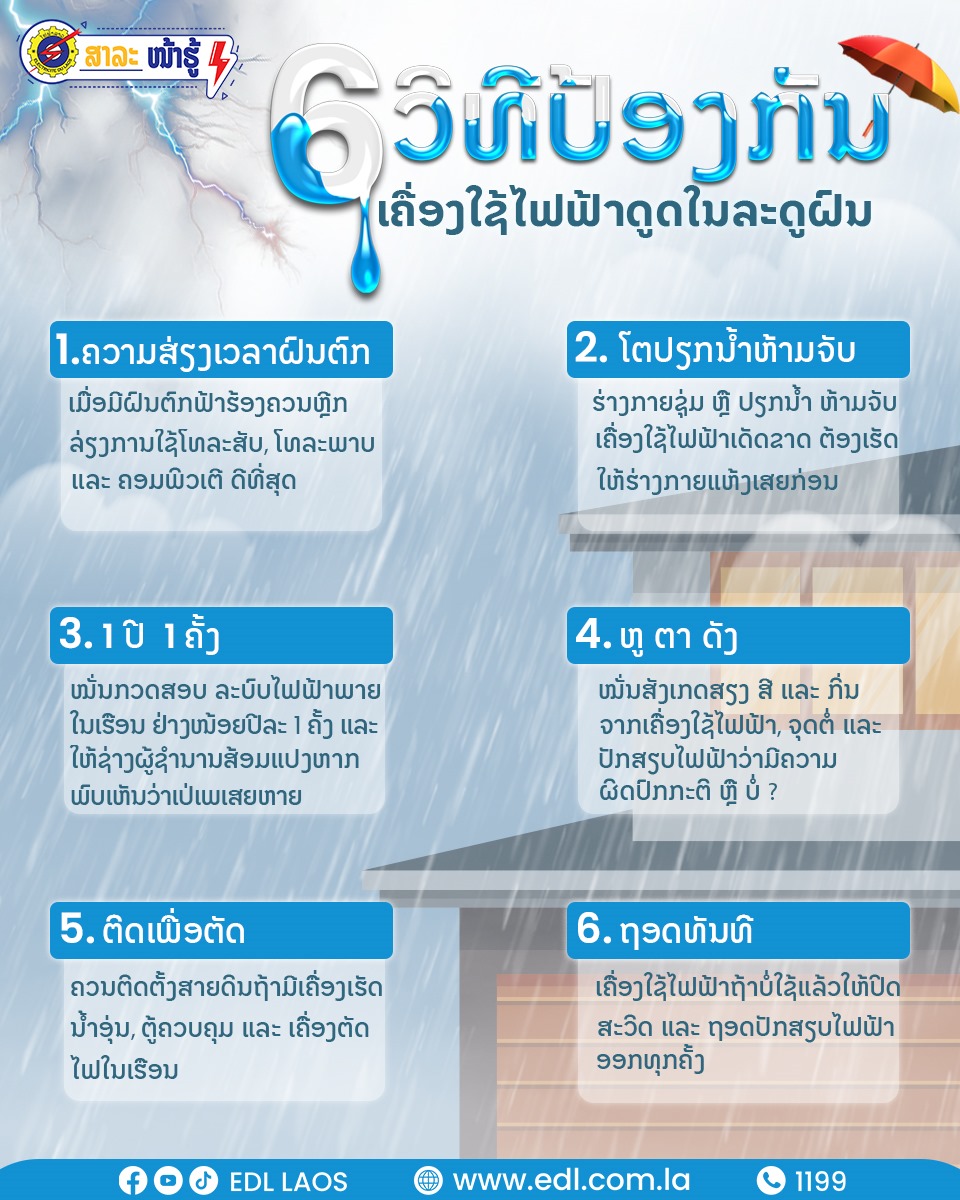 ສາລະ ໜ້າຮູ້
6 ວິທີປ້ອງກັນ
ເຄື່ອງໃຊ້ໄຟຟ້າດູດໃນລະດູຝົນ
1.ຄວາມສ່ຽງເວລາຝົນຕົກ
ເມື່ອມີຝົນຕົກຟ້າຮ້ອງຄວນຫຼີກ
ລ່ຽງການໃຊ້ໂທລະສັບ, ໂທລະພາບ
ແລະ ຄອມພິວເຕີ ດີທີ່ສຸດ
2. ໂຕປຽກນ້ຳຫ້າມຈັບ
ຮ່າງກາຍຊຸ່ມ ຫຼື ປຽກນ້ຳ ຫ້າມຈັບ
ເຄື່ອງໃຊ້ໄຟຟ້າເດັດຂາດ ຕ້ອງເຮັດ
ໃຫ້ຮ່າງກາຍແຫ້ງເສຍກ່ອນ
3. 1 ປີ 1 ຄັ້ງ
ໝັ່ນກວດສອບ ລະບົບໄຟຟ້າພາຍ
ໃນເຮືອນ ຢ່າງໜ້ອຍປີລະ 1 ຄັ້ງ ແລະ
ໃຫ້ຊ່າງຜູ້ຊຳນານສ້ອມແປງຫາກ
ພົບເຫັນວ່າເປ່ເພເສຍຫາຍ
4. ຫູ ຕາ ດັງ
ໝັ່ນສັງເກດສຽງ ສີ ແລະ ກິ່ນ
ຈາກເຄື່ອງໃຊ້ໄຟຟ້າ, ຈຸດຕໍ່ ແລະ
ປັກສຽບໄຟຟ້າວ່າມີຄວາມ
ຜິດປົກກະຕິ ຫຼື ບໍ່ ?
5. ຕິດເພື່ອຕັດ
ຄວນຕິດຕັ້ງສາຍດິນຖ້າມີເຄື່ອງເຮັດ
ນ້ຳອຸ່ນ, ຕູ້ຄວບຄຸມ ແລະ ເຄື່ອງຕັດ
ໄຟໃນເຮືອນ
6. ຖອດທັນທີ
ເຄື່ອງໃຊ້ໄຟຟ້າຖ້າບໍ່ໃຊ້ແລ້ວໃຫ້ປິດ
ສະວິດ ແລະ ຖອດປັກສຽບໄຟຟ້າ
ອອກທຸກຄັ້ງ
EDL LAOS
www.edl.com.la
1199